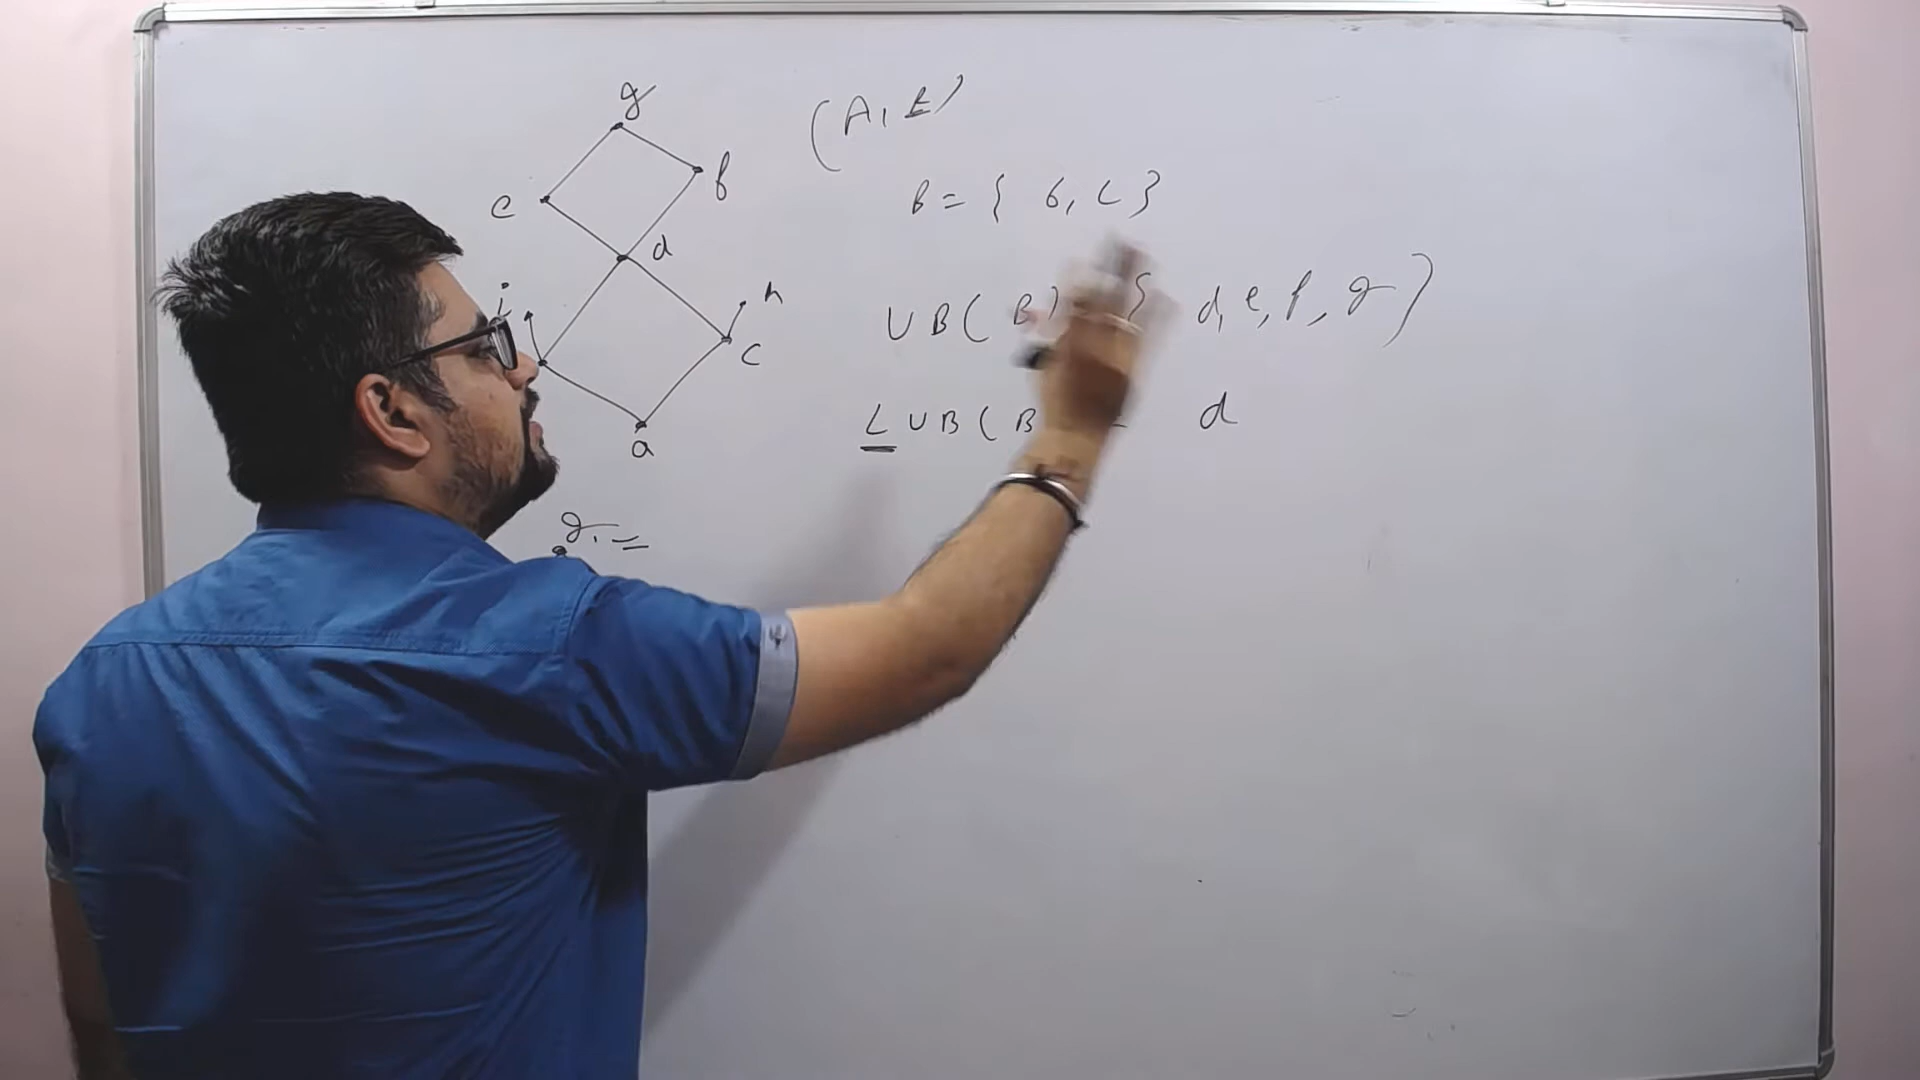 g
f
e
d
i
h
c
a
g. =
(A, ≤)
B = { b, c }
UB( B) = { d, e, f, g }
LUB( B = d